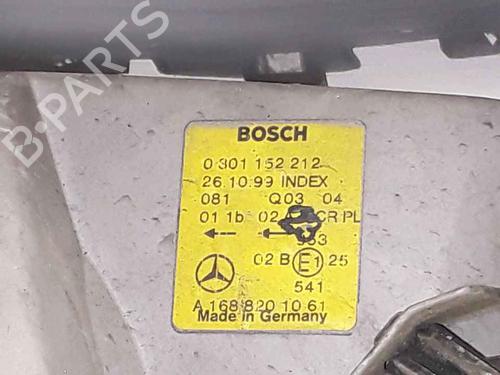 BOSCH
0 301 152 212
26.10.99 INDEX
081 Q03 04
01 1b 02 CR PL
02 B E1 25
541
A 168 820 10 61
Made in Germany
B-PARTS